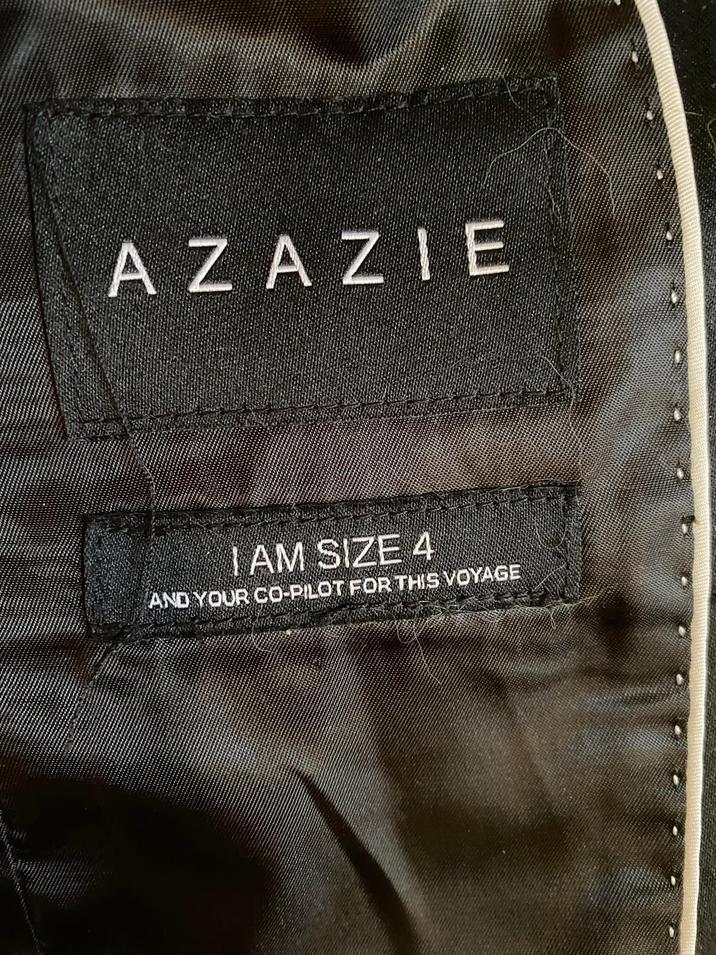 AZAZIE
I AM SIZE 4
AND YOUR CO-PILOT FOR THIS VOYAGE